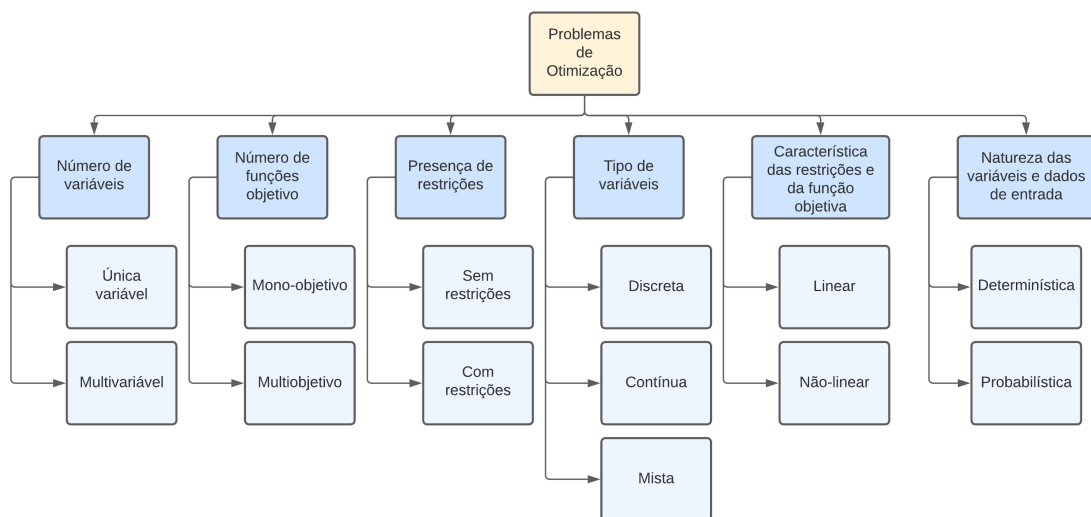 Problemas
de
Otimização
Número de
variáveis
Número de
funções
objetivo
Presença de
restrições
Tipo de
variáveis
Característica
das restrições e
da função
objetiva
Natureza das
variáveis e dados
de entrada
Única
variável
Mono-objetivo
Sem
restrições
Discreta
Linear
Determinística
Multivariável
Multiobjetivo
Com
restrições
Contínua
Não-linear
Probabilística
Mista